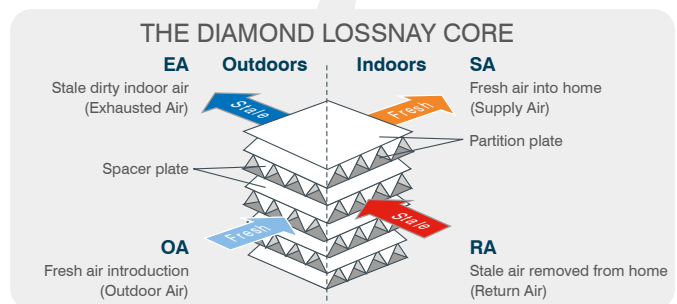 THE DIAMOND LOSSNAY CORE
EA
Outdoors
Indoors
SA
Stale dirty indoor air
(Exhausted Air)
Stale
Fresh
Fresh air into home
(Supply Air)
Partition plate
Spacer plate
Fresh
Stale
OA
Fresh air introduction
(Outdoor Air)
RA
Stale air removed from home
(Return Air)